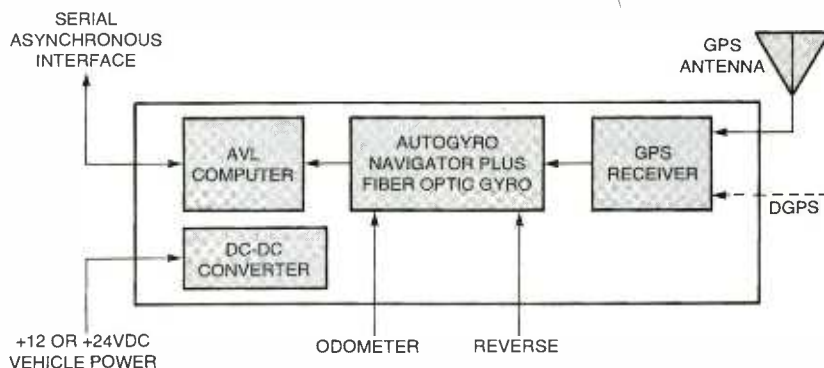 SERIAL
ASYNCHRONOUS
INTERFACE
GPS
ANTENNA
AVL
COMPUTER
AUTOGYRO
NAVIGATOR PLUS
FIBER OPTIC GYRO
GPS
RECEIVER
DGPS
DC-DC
CONVERTER
+12 OR +24VDC
VEHICLE POWER
ODOMETER
REVERSE